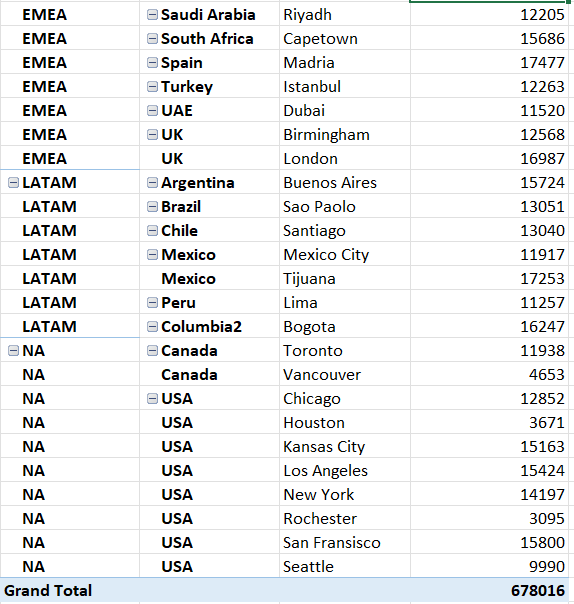 EMEA Saudi Arabia Riyadh 12205
EMEA South Africa Capetown 15686
EMEA Spain Madria 17477
EMEA Turkey Istanbul 12263
EMEA UAE Dubai 11520
EMEA UK Birmingham 12568
EMEA UK London 16987
LATAM Argentina Buenos Aires 15724
LATAM Brazil Sao Paolo 13051
LATAM Chile Santiago 13040
LATAM Mexico Mexico City 11917
LATAM Mexico Tijuana 17253
LATAM Peru Lima 11257
LATAM Columbia2 Bogota 16247
NA Canada Toronto 11938
NA Canada Vancouver 4653
NA USA Chicago 12852
NA USA Houston 3671
NA USA Kansas City 15163
NA USA Los Angeles 15424
NA USA New York 14197
NA USA Rochester 3095
NA USA San Fransisco 15800
NA USA Seattle 9990
Grand Total 678016